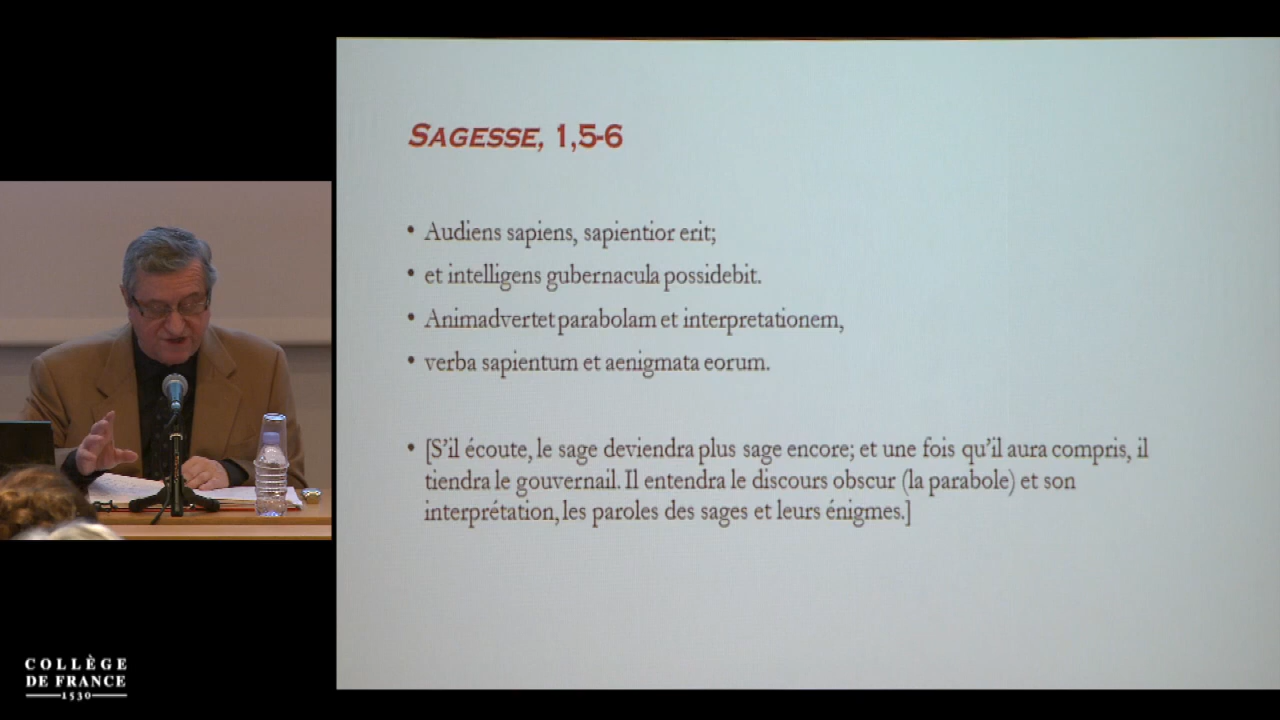 SAGESSE, 1,5-6
• Audiens sapiens, sapientior erit;
• et intelligens gubernacula possidebit.
• Animadvertet parabolam et interpretationem,
• verba sapientum et aenigmata eorum.
• [S'il écoute, le sage deviendra plus sage encore; et une fois qu'il aura compris, il
tiendra le gouvernail. Il entendra le discours obscur (la parabole) et son
interprétation, les paroles des sages et leurs énigmes.]
COLLÈGE
DE FRANCE
1530